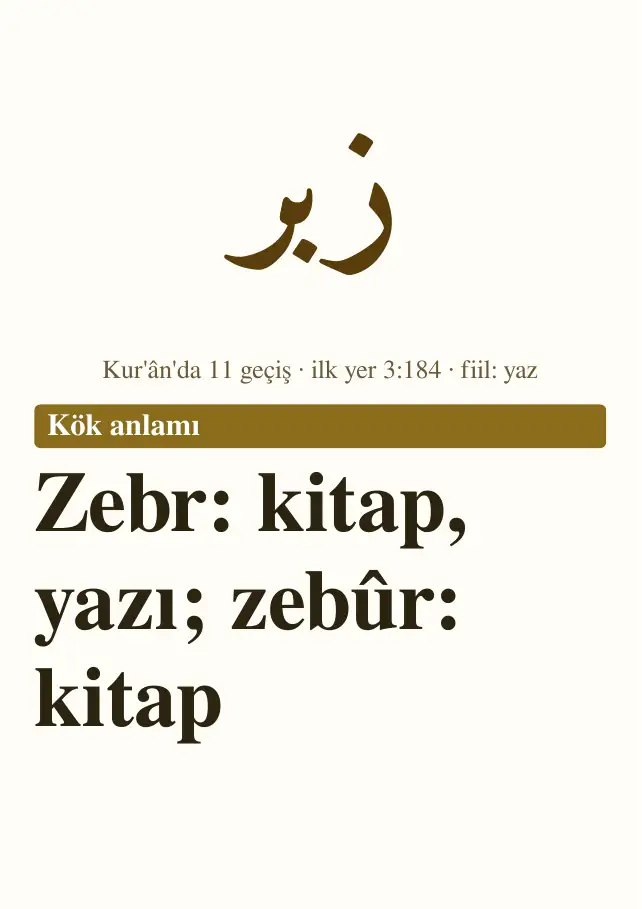 زبر
Kur'ân'da 11 geçiş · ilk yer 3:184 · fiil: yaz
Kök anlamı
Zebr: kitap,
yazı; zebûr:
kitap